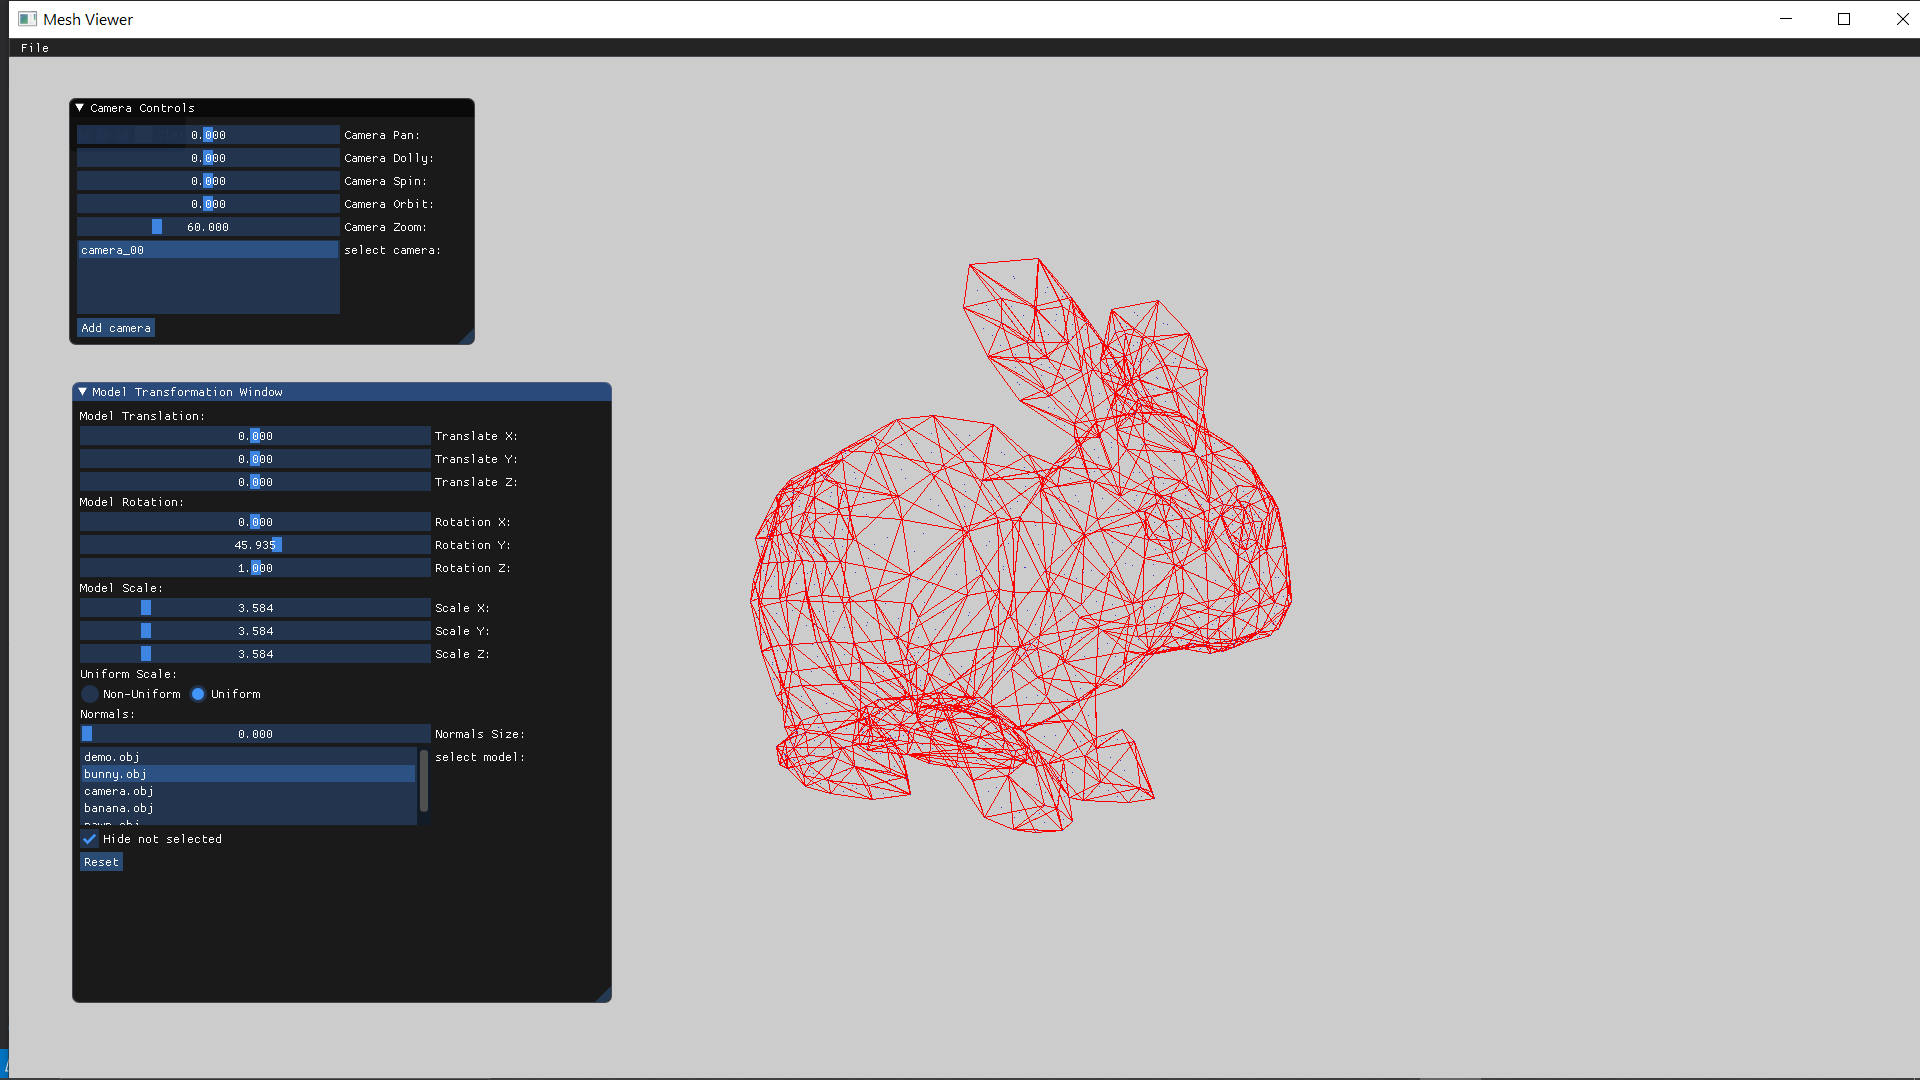 Mesh Viewer
File
Camera Controls
0.000 Camera Pan:
0.000 Camera Dolly:
0.000 Camera Spin:
0.000 Camera Orbit:
60.000 Camera Zoom:
camera_00 select camera:
Add camera
Model Transformation Window
Model Translation:
0.000 Translate X:
0.000 Translate Y:
0.000 Translate Z:
Model Rotation:
0.000 Rotation X:
45.935 Rotation Y:
1.000 Rotation Z:
Model Scale:
3.584 Scale X:
3.584 Scale Y:
3.584 Scale Z:
Uniform Scale:
Non-Uniform Uniform
Normals:
0.000 Normals Size:
demo.obj select model:
bunny.obj
camera.obj
banana.obj
Hide not selected
Reset